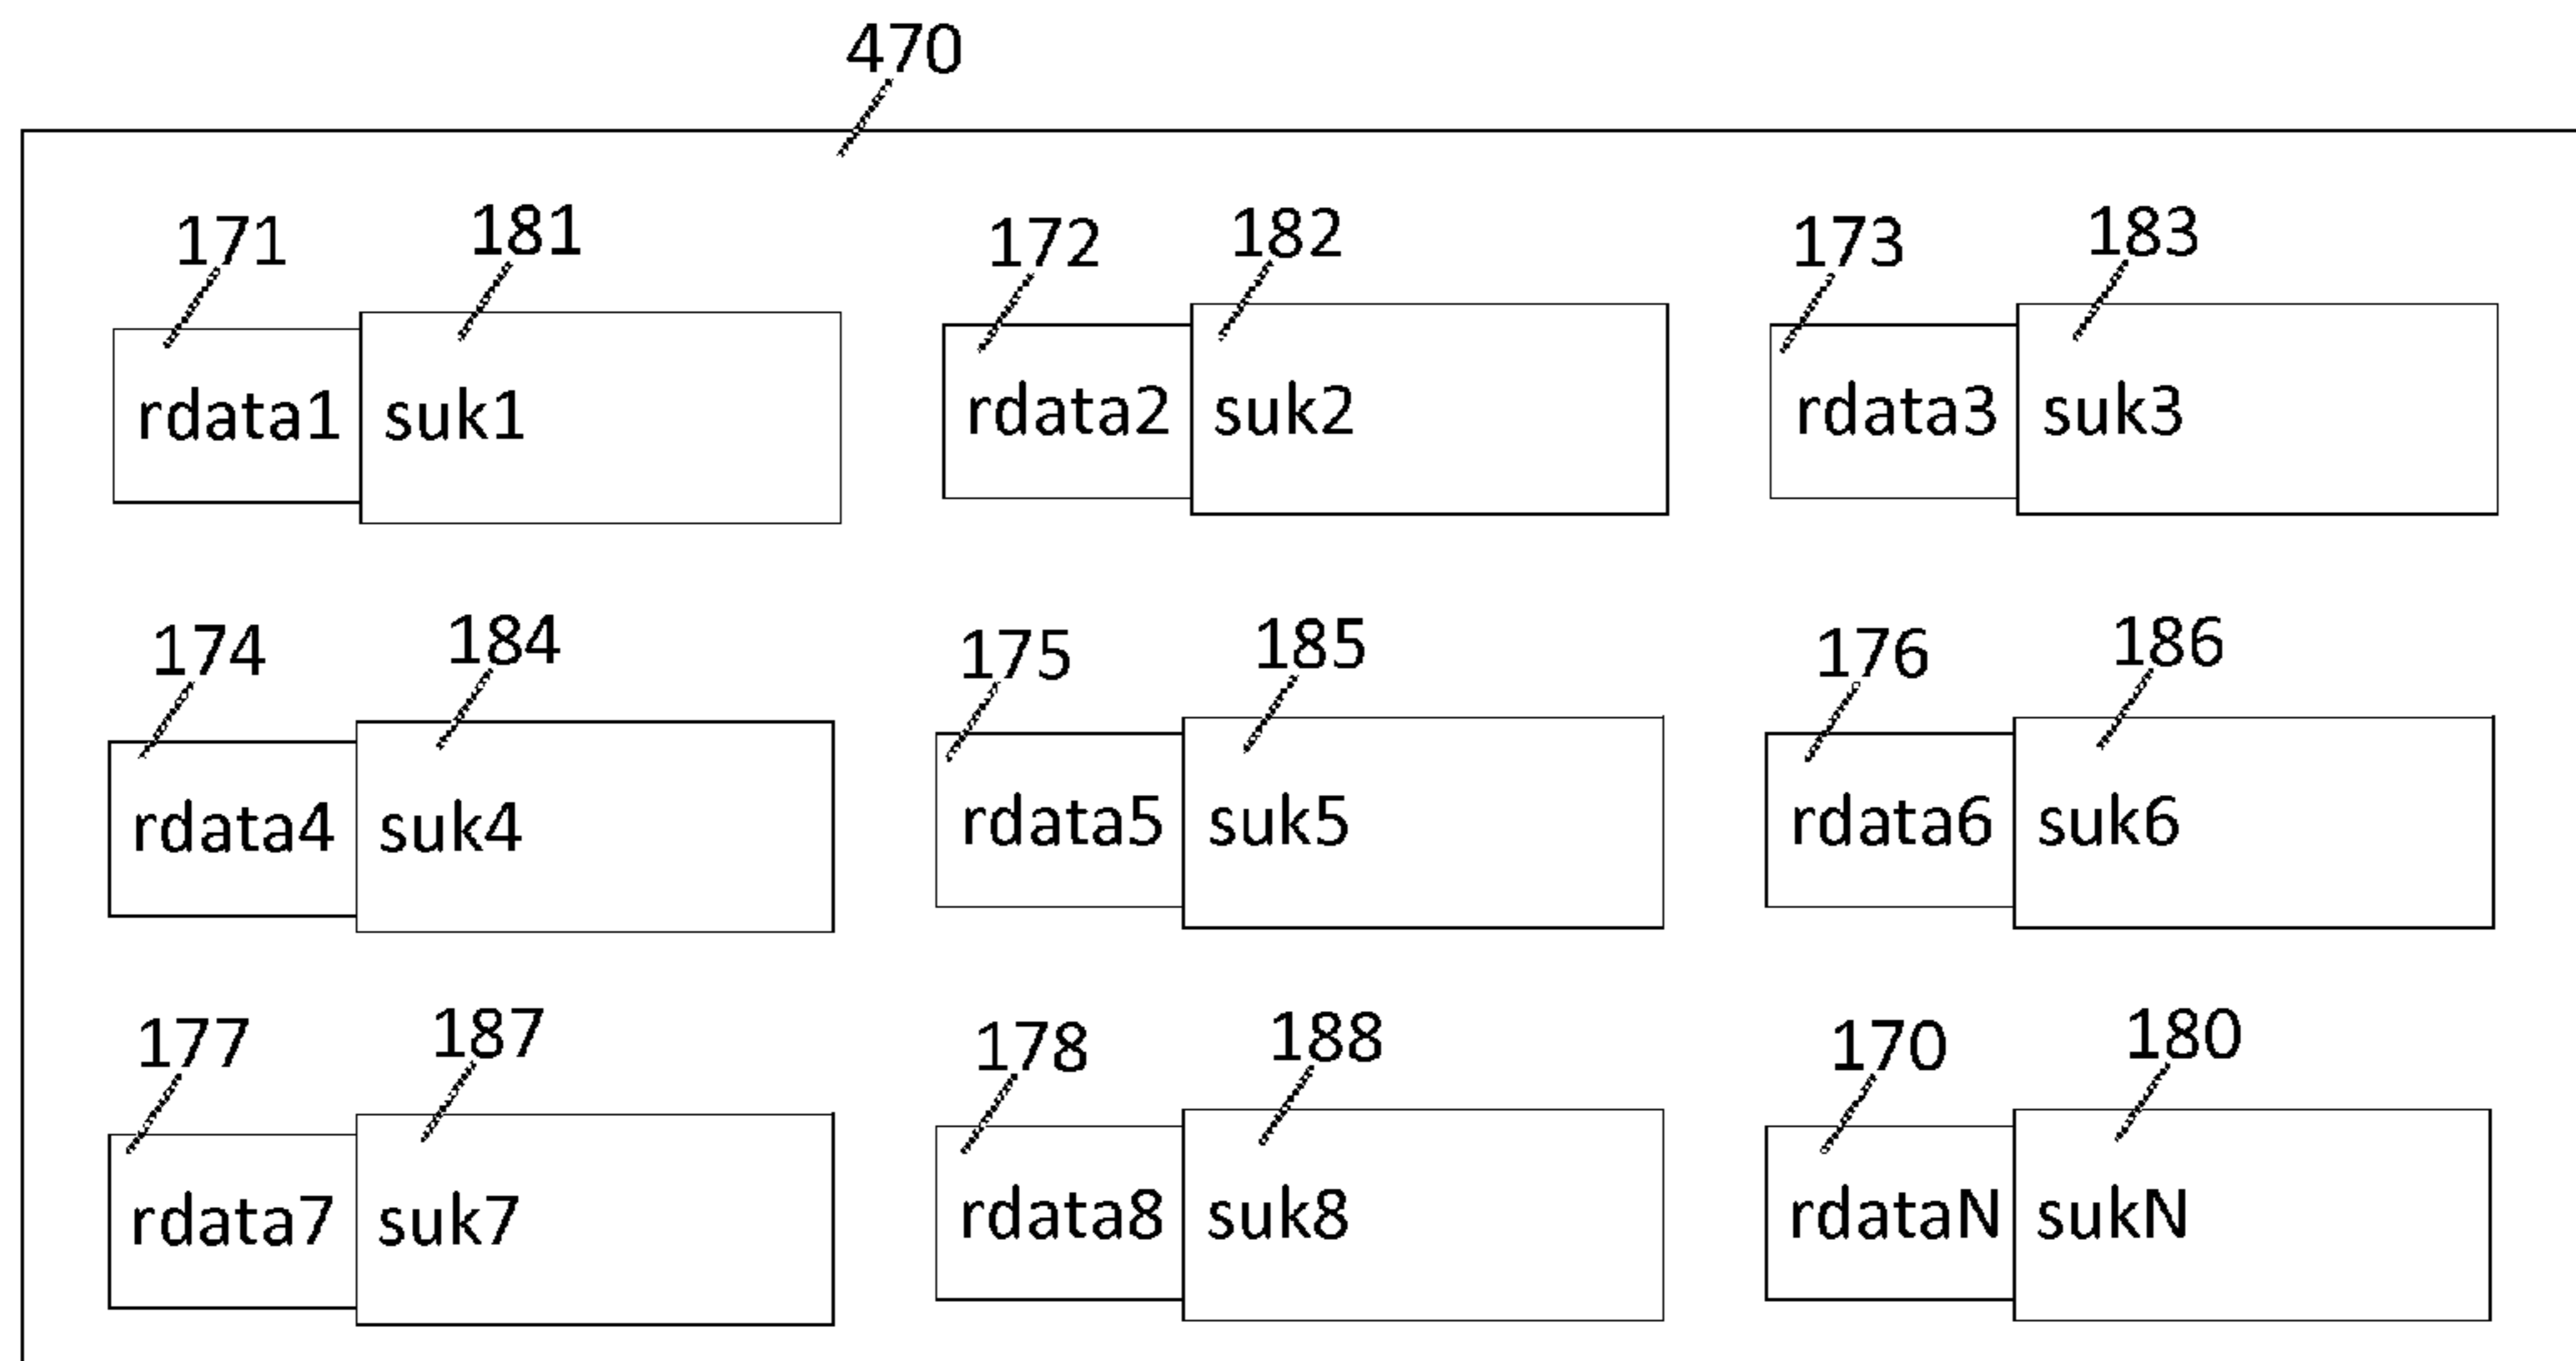 470
171 181 172 182 173 183
rdata1 suk1 rdata2 suk2 rdata3 suk3
174 184 175 185 176 186
rdata4 suk4 rdata5 suk5 rdata6 suk6
177 187 178 188 170 180
rdata7 suk7 rdata8 suk8 rdataN sukN